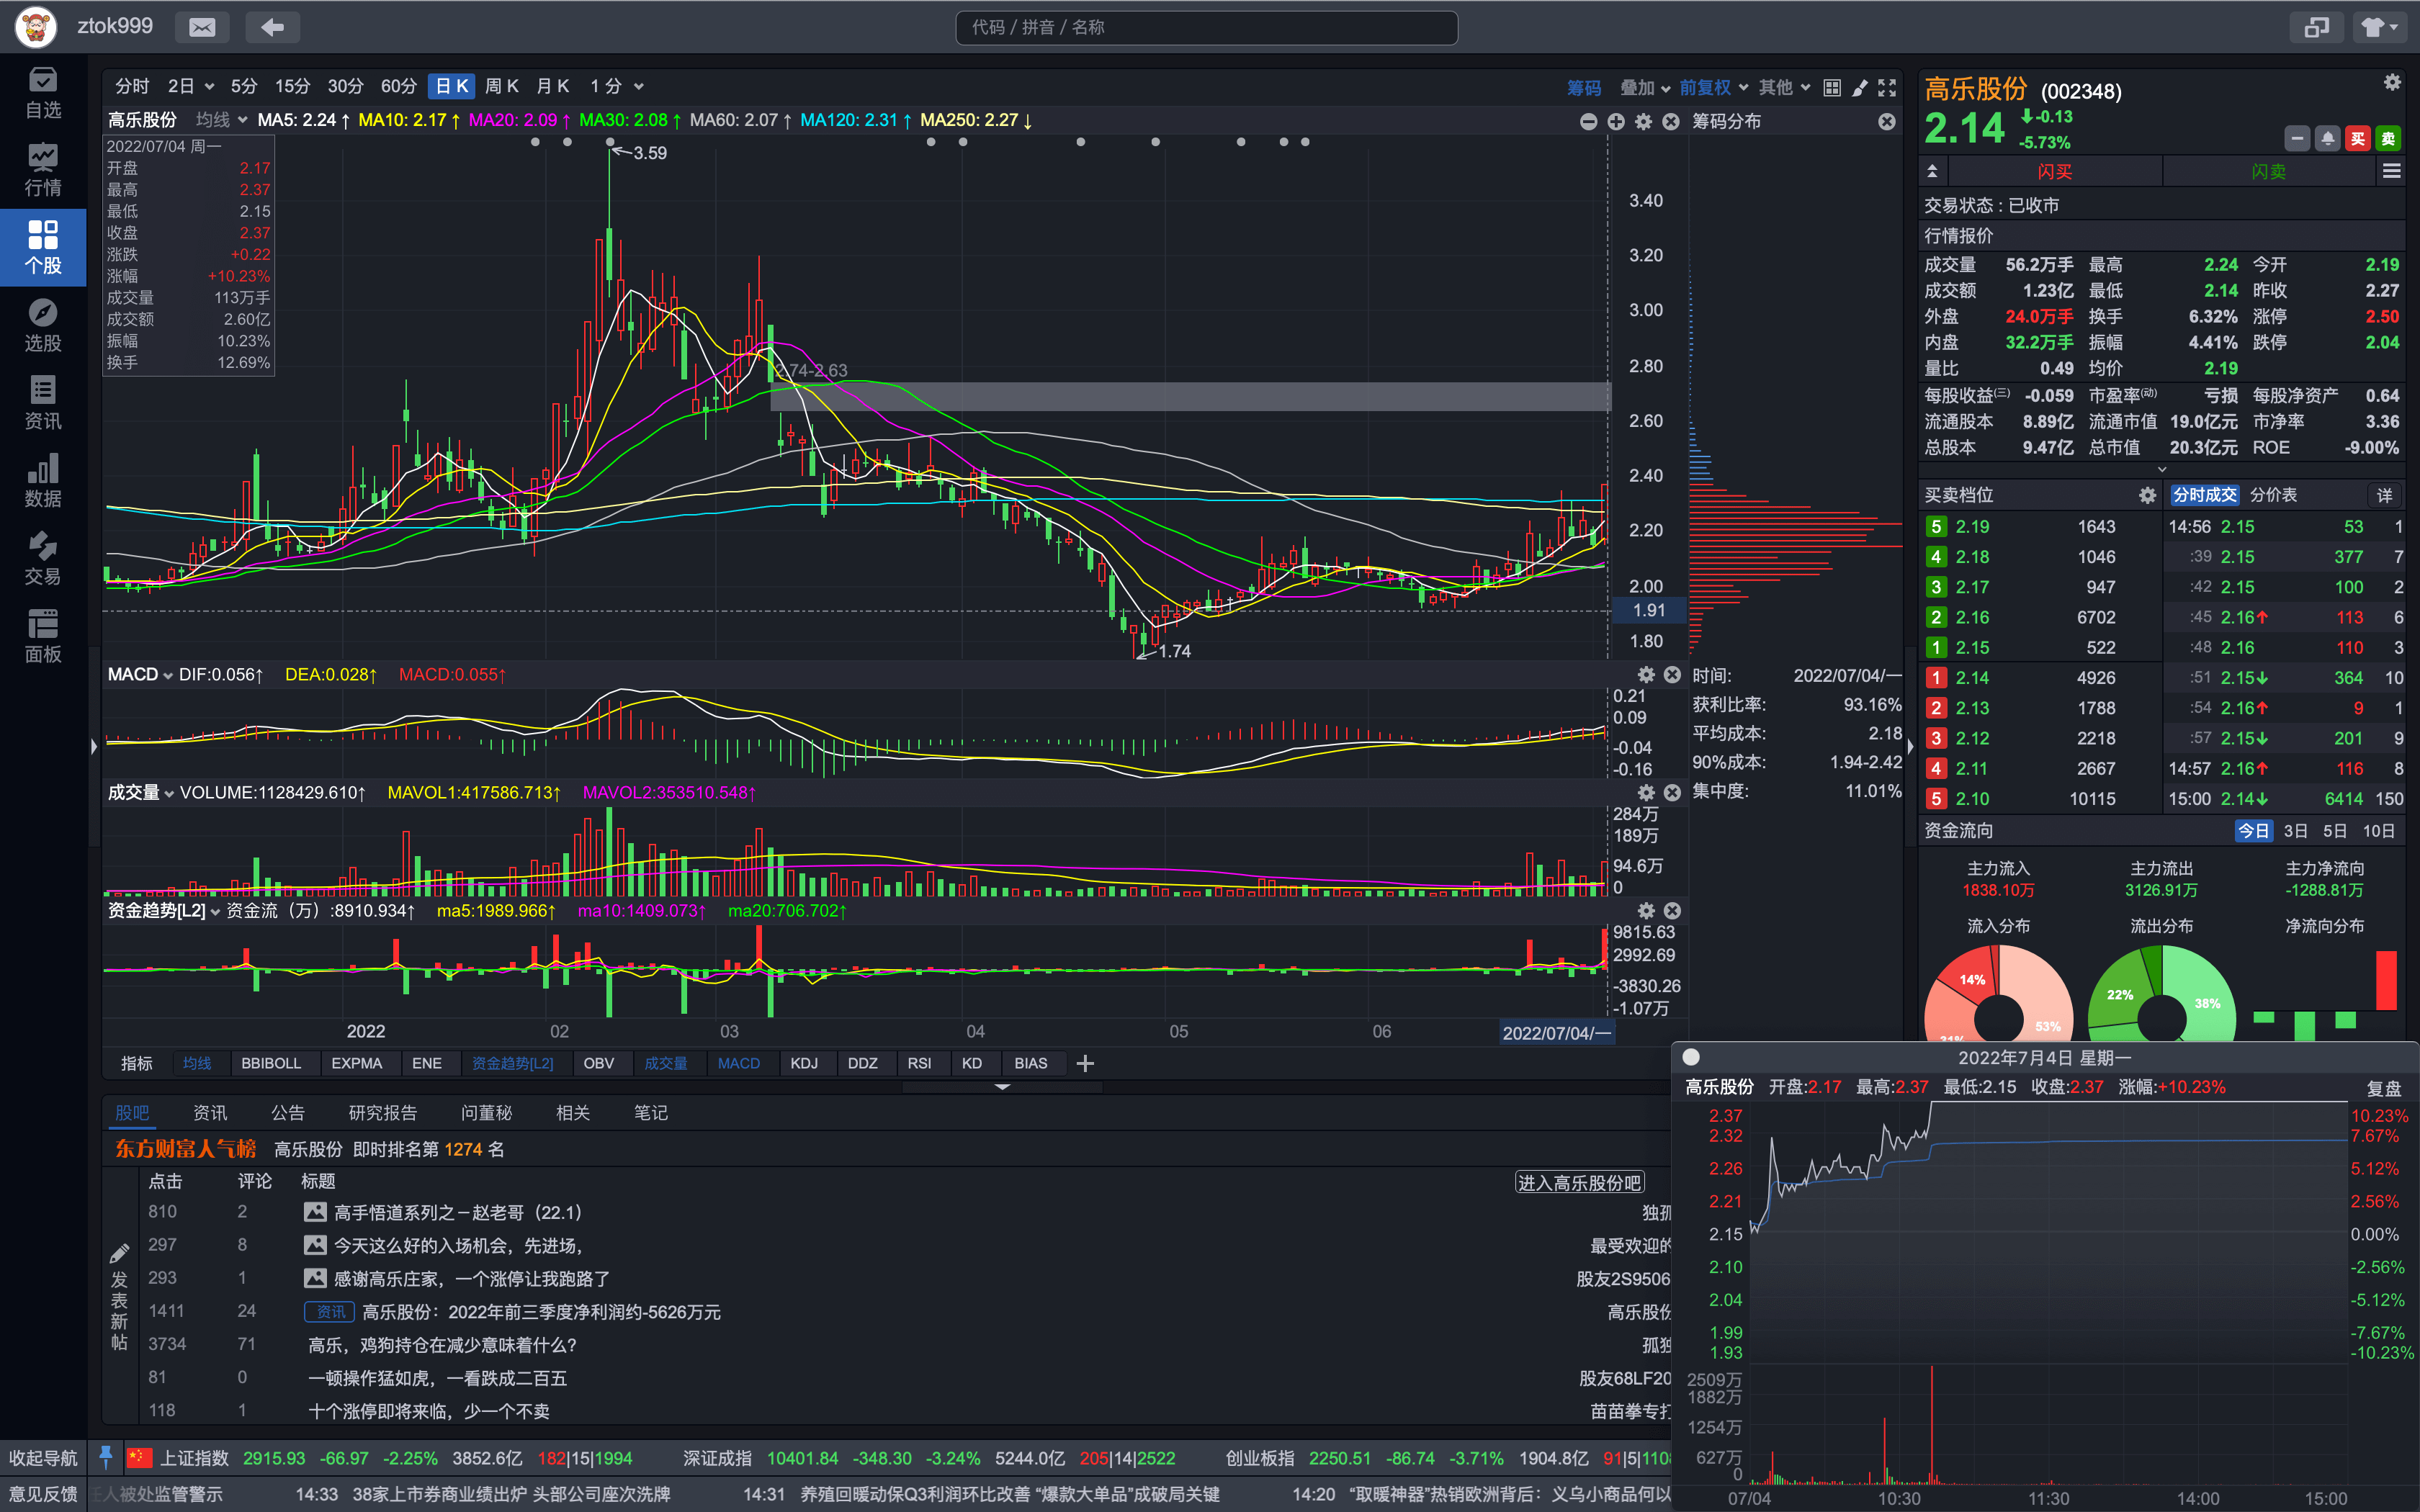 ztok999
代码 / 拼音 / 名称
自选
行情
个股
选股
资讯
数据
交易
面板
分时 2日 5分 15分 30分 60分 日K 周K 月K 1分 筹码 叠加 前复权 其他
高乐股份 均线 MA5: 2.24↑ MA10: 2.17↑ MA20: 2.09↑ MA30: 2.08↑ MA60: 2.07↑ MA120: 2.31↑ MA250: 2.27↓ 筹码分布
2022/07/04 周一
开盘 2.17
最高 2.37
最低 2.15
收盘 2.37
涨跌 +0.22
涨幅 +10.23%
成交量 113万手
成交额 2.60亿
振幅 10.23%
换手 12.69%
3.59
2.74-2.63
1.74
3.40
3.20
3.00
2.80
2.60
2.40
2.20
2.00
1.91
1.80
MACD DIF:0.056↑ DEA:0.028↑ MACD:0.055↑
0.21
0.09
-0.04
-0.16
成交量 VOLUME:1128429.610↑ MAVOL1:417586.713↑ MAVOL2:353510.548↑
284万
189万
94.6万
0
资金趋势[L2] 资金流（万）:8910.934↑ ma5:1989.966↑ ma10:1409.073↑ ma20:706.702↑
9815.63
2992.69
-3830.26
-1.07万
2022 02 03 04 05 06 2022/07/04/一
时间: 2022/07/04/一
获利比率: 93.16%
平均成本: 2.18
90%成本: 1.94-2.42
集中度: 11.01%
指标 均线 BBIBOLL EXPMA ENE 资金趋势[L2] OBV 成交量 MACD KDJ DDZ RSI KD BIAS
股吧 资讯 公告 研究报告 问董秘 相关 笔记
东方财富人气榜 高乐股份 即时排名第 1274 名
点击 评论 标题 进入高乐股份吧
810 2 高手悟道系列之－赵老哥（22.1） 独孤
297 8 今天这么好的入场机会，先进场， 最受欢迎的
293 1 感谢高乐庄家，一个涨停让我跑路了 股友2S9506
1411 24 资讯 高乐股份：2022年前三季度净利润约-5626万元 高乐股份
3734 71 高乐，鸡狗持仓在减少意味着什么？ 孤独
81 0 一顿操作猛如虎，一看跌成二百五 股友68LF20
118 1 十个涨停即将来临，少一个不卖 苗苗拳专打
发表新帖
高乐股份 (002348)
2.14 -0.13
-5.73%
买 卖
闪买 闪卖
交易状态：已收市
行情报价
成交量 56.2万手 最高 2.24 今开 2.19
成交额 1.23亿 最低 2.14 昨收 2.27
外盘 24.0万手 换手 6.32% 涨停 2.50
内盘 32.2万手 振幅 4.41% 跌停 2.04
量比 0.49 均价 2.19
每股收益(三) -0.059 市盈率(动) 亏损 每股净资产 0.64
流通股本 8.89亿 流通市值 19.0亿元 市净率 3.36
总股本 9.47亿 总市值 20.3亿元 ROE -9.00%
买卖档位 分时成交 分价表 详
5 2.19 1643 14:56 2.15 53 1
4 2.18 1046 :39 2.15 377 7
3 2.17 947 :42 2.15 100 2
2 2.16 6702 :45 2.16↑ 113 6
1 2.15 522 :48 2.16 110 3
1 2.14 4926 :51 2.15↓ 364 10
2 2.13 1788 :54 2.16↑ 9 1
3 2.12 2218 :57 2.15↓ 201 9
4 2.11 2667 14:57 2.16↑ 116 8
5 2.10 10115 15:00 2.14↓ 6414 150
资金流向 今日 3日 5日 10日
主力流入 主力流出 主力净流向
1838.10万 3126.91万 -1288.81万
流入分布 流出分布 净流向分布
14% 53% 31%
22% 38%
2022年7月4日 星期一
高乐股份 开盘:2.17 最高:2.37 最低:2.15 收盘:2.37 涨幅:+10.23% 复盘
2.37 10.23%
2.32 7.67%
2.26 5.12%
2.21 2.56%
2.15 0.00%
2.10 -2.56%
2.04 -5.12%
1.99 -7.67%
1.93 -10.23%
2509万
1882万
1254万
627万
0
07/04 10:30 11:30 14:00 15:00
收起导航 上证指数 2915.93 -66.97 -2.25% 3852.6亿 182|15|1994 深证成指 10401.84 -348.30 -3.24% 5244.0亿 205|14|2522 创业板指 2250.51 -86.74 -3.71% 1904.8亿 91|5|1108
意见反馈 任人被处监管警示 14:33 38家上市券商业绩出炉 头部公司座次洗牌 14:31 养殖回暖动保Q3利润环比改善 “爆款大单品”成破局关键 14:20 “取暖神器”热销欧洲背后：义乌小商品何以